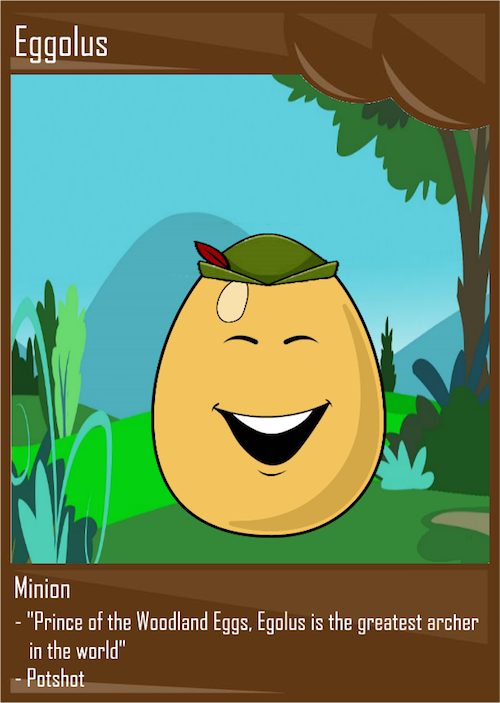 Eggolus
Minion
- "Prince of the Woodland Eggs, Egolus is the greatest archer
in the world"
- Potshot